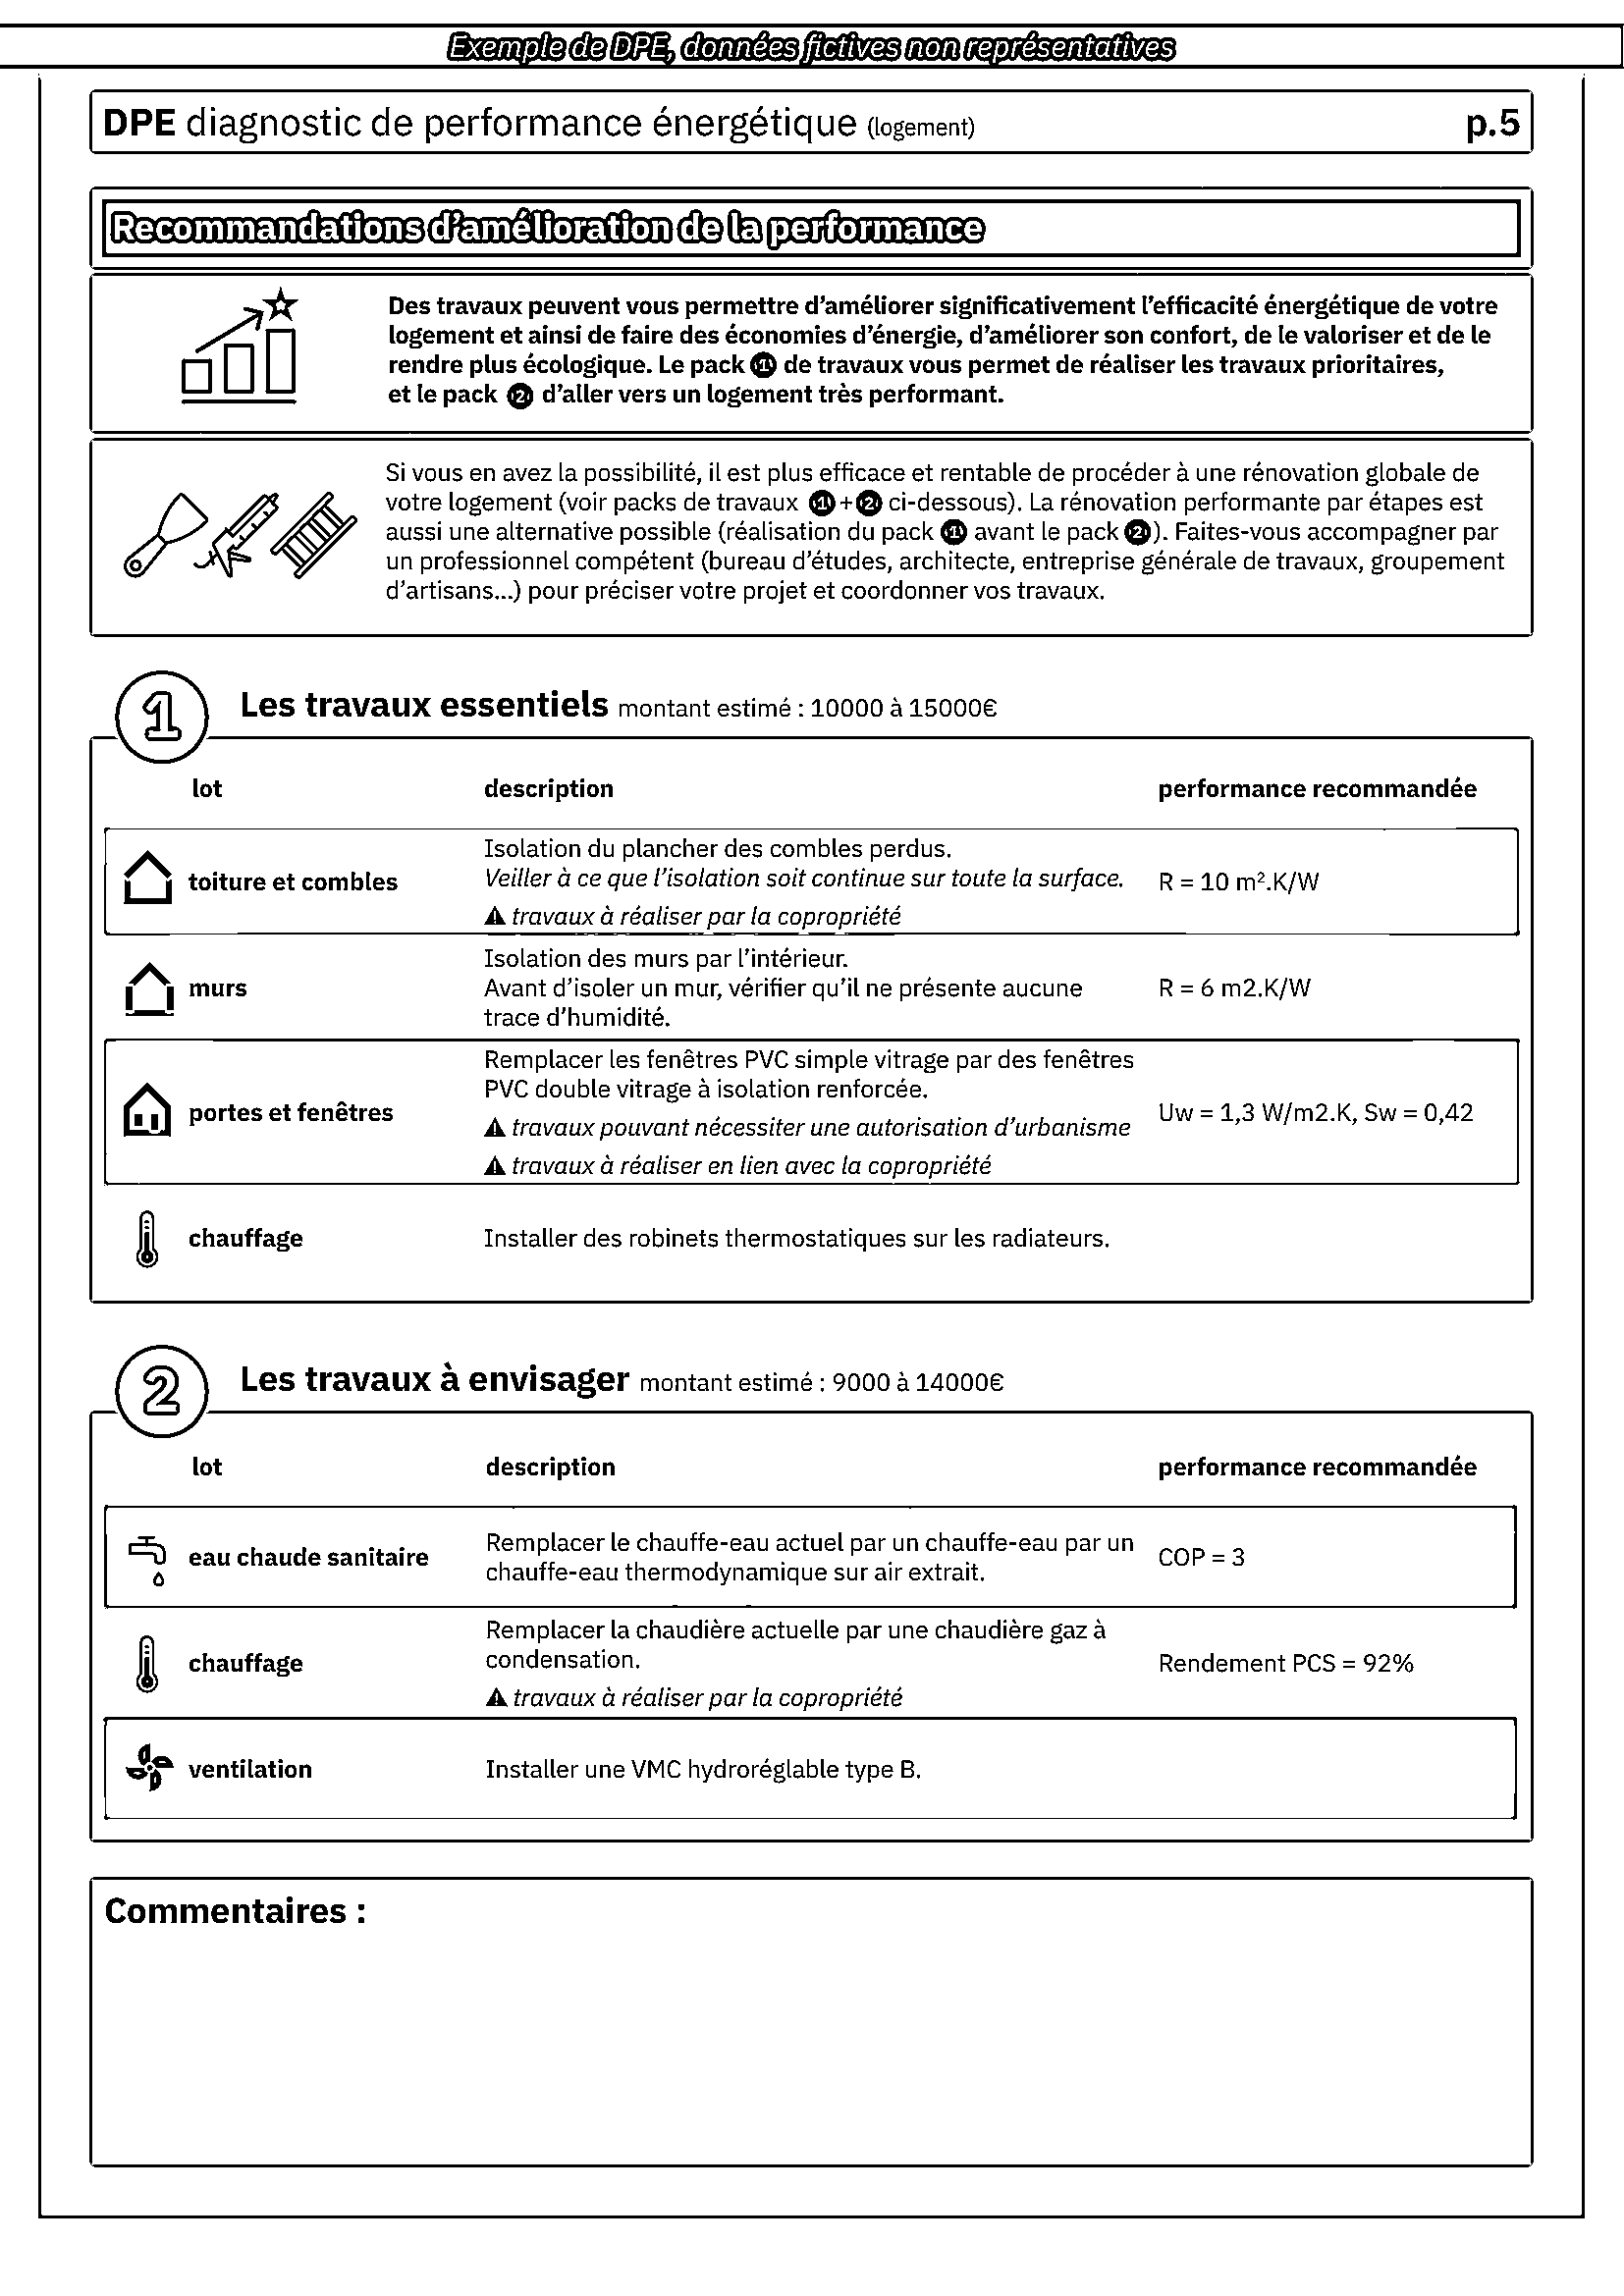 Exemple de DPE, données fictives non représentatives
DPE diagnostic de performance énergétique (logement) p.5
Recommandations d’amélioration de la performance
Des travaux peuvent vous permettre d’améliorer significativement l’efficacité énergétique de votre
logement et ainsi de faire des économies d’énergie, d’améliorer son confort, de le valoriser et de le
rendre plus écologique. Le pack 1 de travaux vous permet de réaliser les travaux prioritaires,
et le pack 2 d’aller vers un logement très performant.
Si vous en avez la possibilité, il est plus efficace et rentable de procéder à une rénovation globale de
votre logement (voir packs de travaux 1+2 ci-dessous). La rénovation performante par étapes est
aussi une alternative possible (réalisation du pack 1 avant le pack 2). Faites-vous accompagner par
un professionnel compétent (bureau d’études, architecte, entreprise générale de travaux, groupement
d’artisans...) pour préciser votre projet et coordonner vos travaux.
1 Les travaux essentiels montant estimé : 10000 à 15000€
lot description performance recommandée
toiture et combles
Isolation du plancher des combles perdus.
Veiller à ce que l’isolation soit continue sur toute la surface.
⚠ travaux à réaliser par la copropriété
R = 10 m².K/W
murs
Isolation des murs par l’intérieur.
Avant d’isoler un mur, vérifier qu’il ne présente aucune
trace d’humidité.
R = 6 m2.K/W
portes et fenêtres
Remplacer les fenêtres PVC simple vitrage par des fenêtres
PVC double vitrage à isolation renforcée.
⚠ travaux pouvant nécessiter une autorisation d’urbanisme
⚠ travaux à réaliser en lien avec la copropriété
Uw = 1,3 W/m2.K, Sw = 0,42
chauffage
Installer des robinets thermostatiques sur les radiateurs.
2 Les travaux à envisager montant estimé : 9000 à 14000€
lot description performance recommandée
eau chaude sanitaire
Remplacer le chauffe-eau actuel par un chauffe-eau par un
chauffe-eau thermodynamique sur air extrait.
COP = 3
chauffage
Remplacer la chaudière actuelle par une chaudière gaz à
condensation.
⚠ travaux à réaliser par la copropriété
Rendement PCS = 92%
ventilation
Installer une VMC hydroréglable type B.
Commentaires :